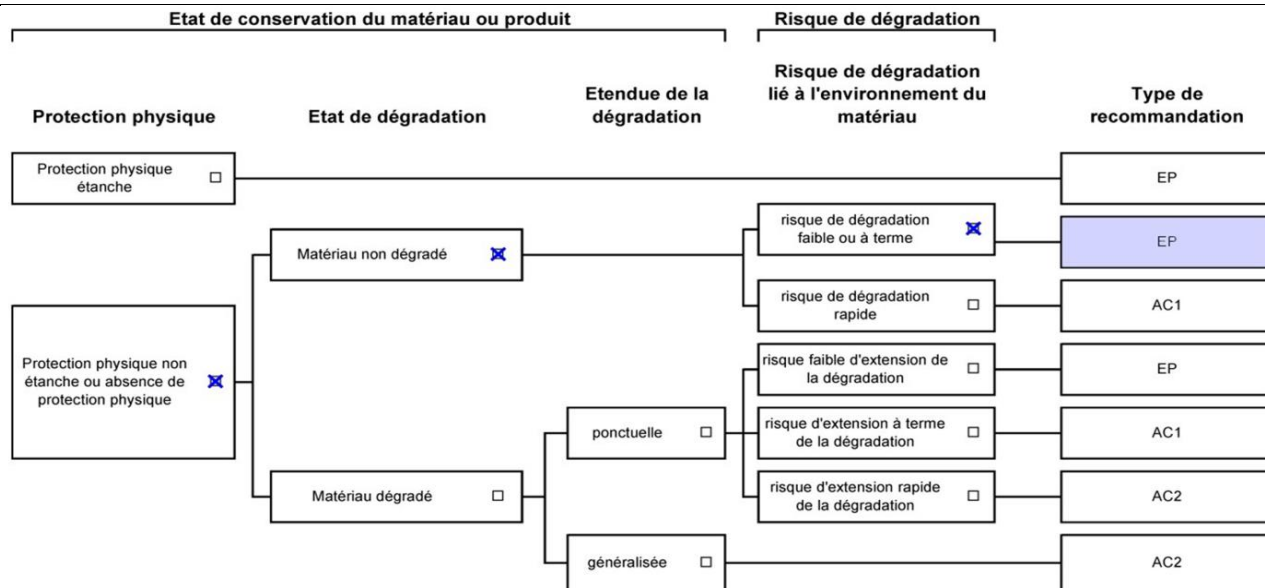 Etat de conservation du matériau ou produit
Risque de dégradation
Protection physique
Etat de dégradation
Etendue de la
dégradation
Risque de dégradation
lié à l'environnement du
matériau
Type de
recommandation
Protection physique
étanche
EP
risque de dégradation
faible ou à terme
EP
Matériau non dégradé
risque de dégradation
rapide
AC1
Protection physique non
étanche ou absence de
protection physique
risque faible d'extension de
la dégradation
EP
ponctuelle
risque d'extension à terme
de la dégradation
AC1
Matériau dégradé
risque d'extension rapide
de la dégradation
AC2
généralisée
AC2